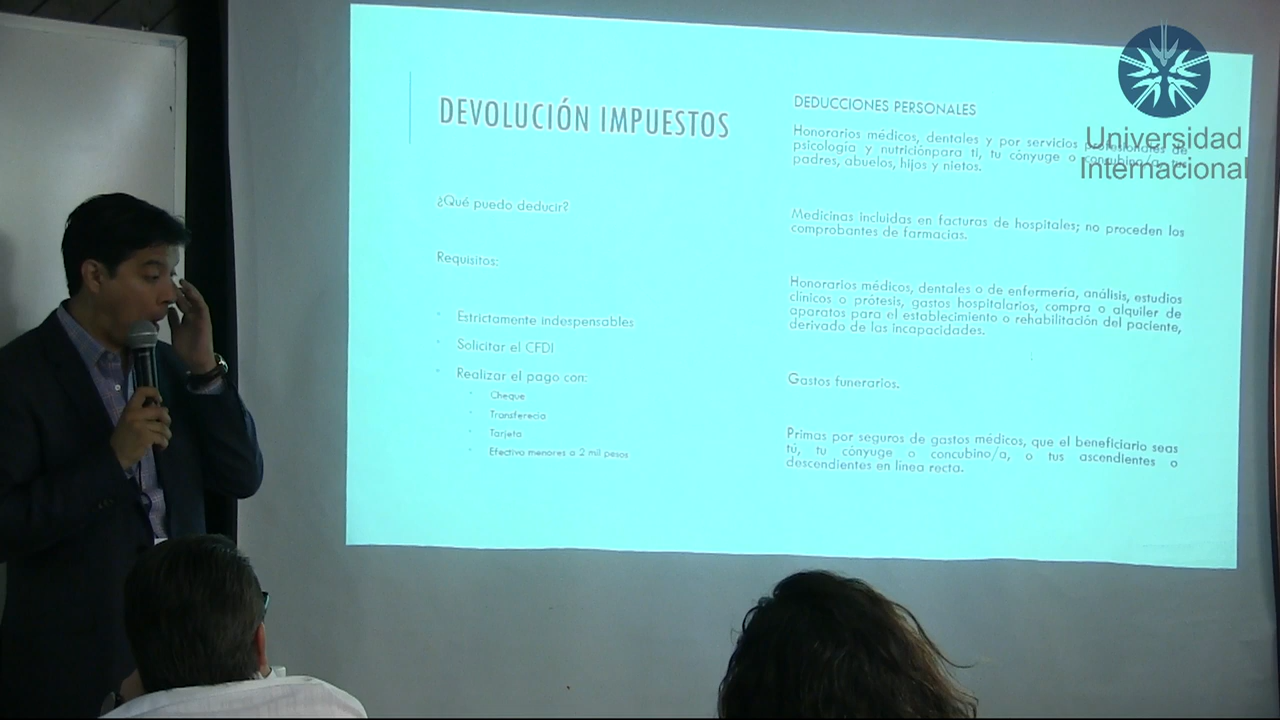 DEVOLUCIÓN IMPUESTOS
¿Qué puedo deducir?
Requisitos:
Estrictamente indespensables
Solicitar el CFDI
Realizar el pago con:
Cheque
Transferecia
Tarjeta
Efectivo menores a 2 mil pesos
DEDUCCIONES PERSONALES
Honorarios médicos, dentales y por servicios profesionales de
psicología y nutriciónpara ti, tu cónyuge o concubino/a, tus
padres, abuelos, hijos y nietos.
Medicinas incluidas en facturas de hospitales; no proceden los
comprobantes de farmacias.
Honorarios médicos, dentales o de enfermería, análisis, estudios
clínicos o prótesis, gastos hospitalarios, compra o alquiler de
aparatos para el establecimiento o rehabilitación del paciente,
derivado de las incapacidades.
Gastos funerarios.
Primas por seguros de gastos médicos, que el beneficiario seas
tú, tu cónyuge o concubino/a, o tus ascendientes o
descendientes en línea recta.
Universidad
Internacional